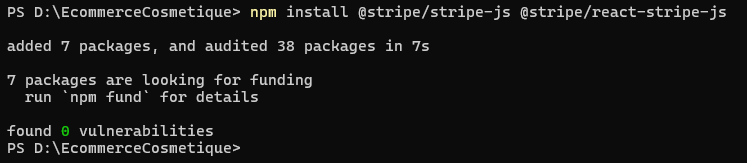 PS D:\EcommerceCosmetique> npm install @stripe/stripe-js @stripe/react-stripe-js
added 7 packages, and audited 38 packages in 7s
7 packages are looking for funding
  run `npm fund` for details
found 0 vulnerabilities
PS D:\EcommerceCosmetique>